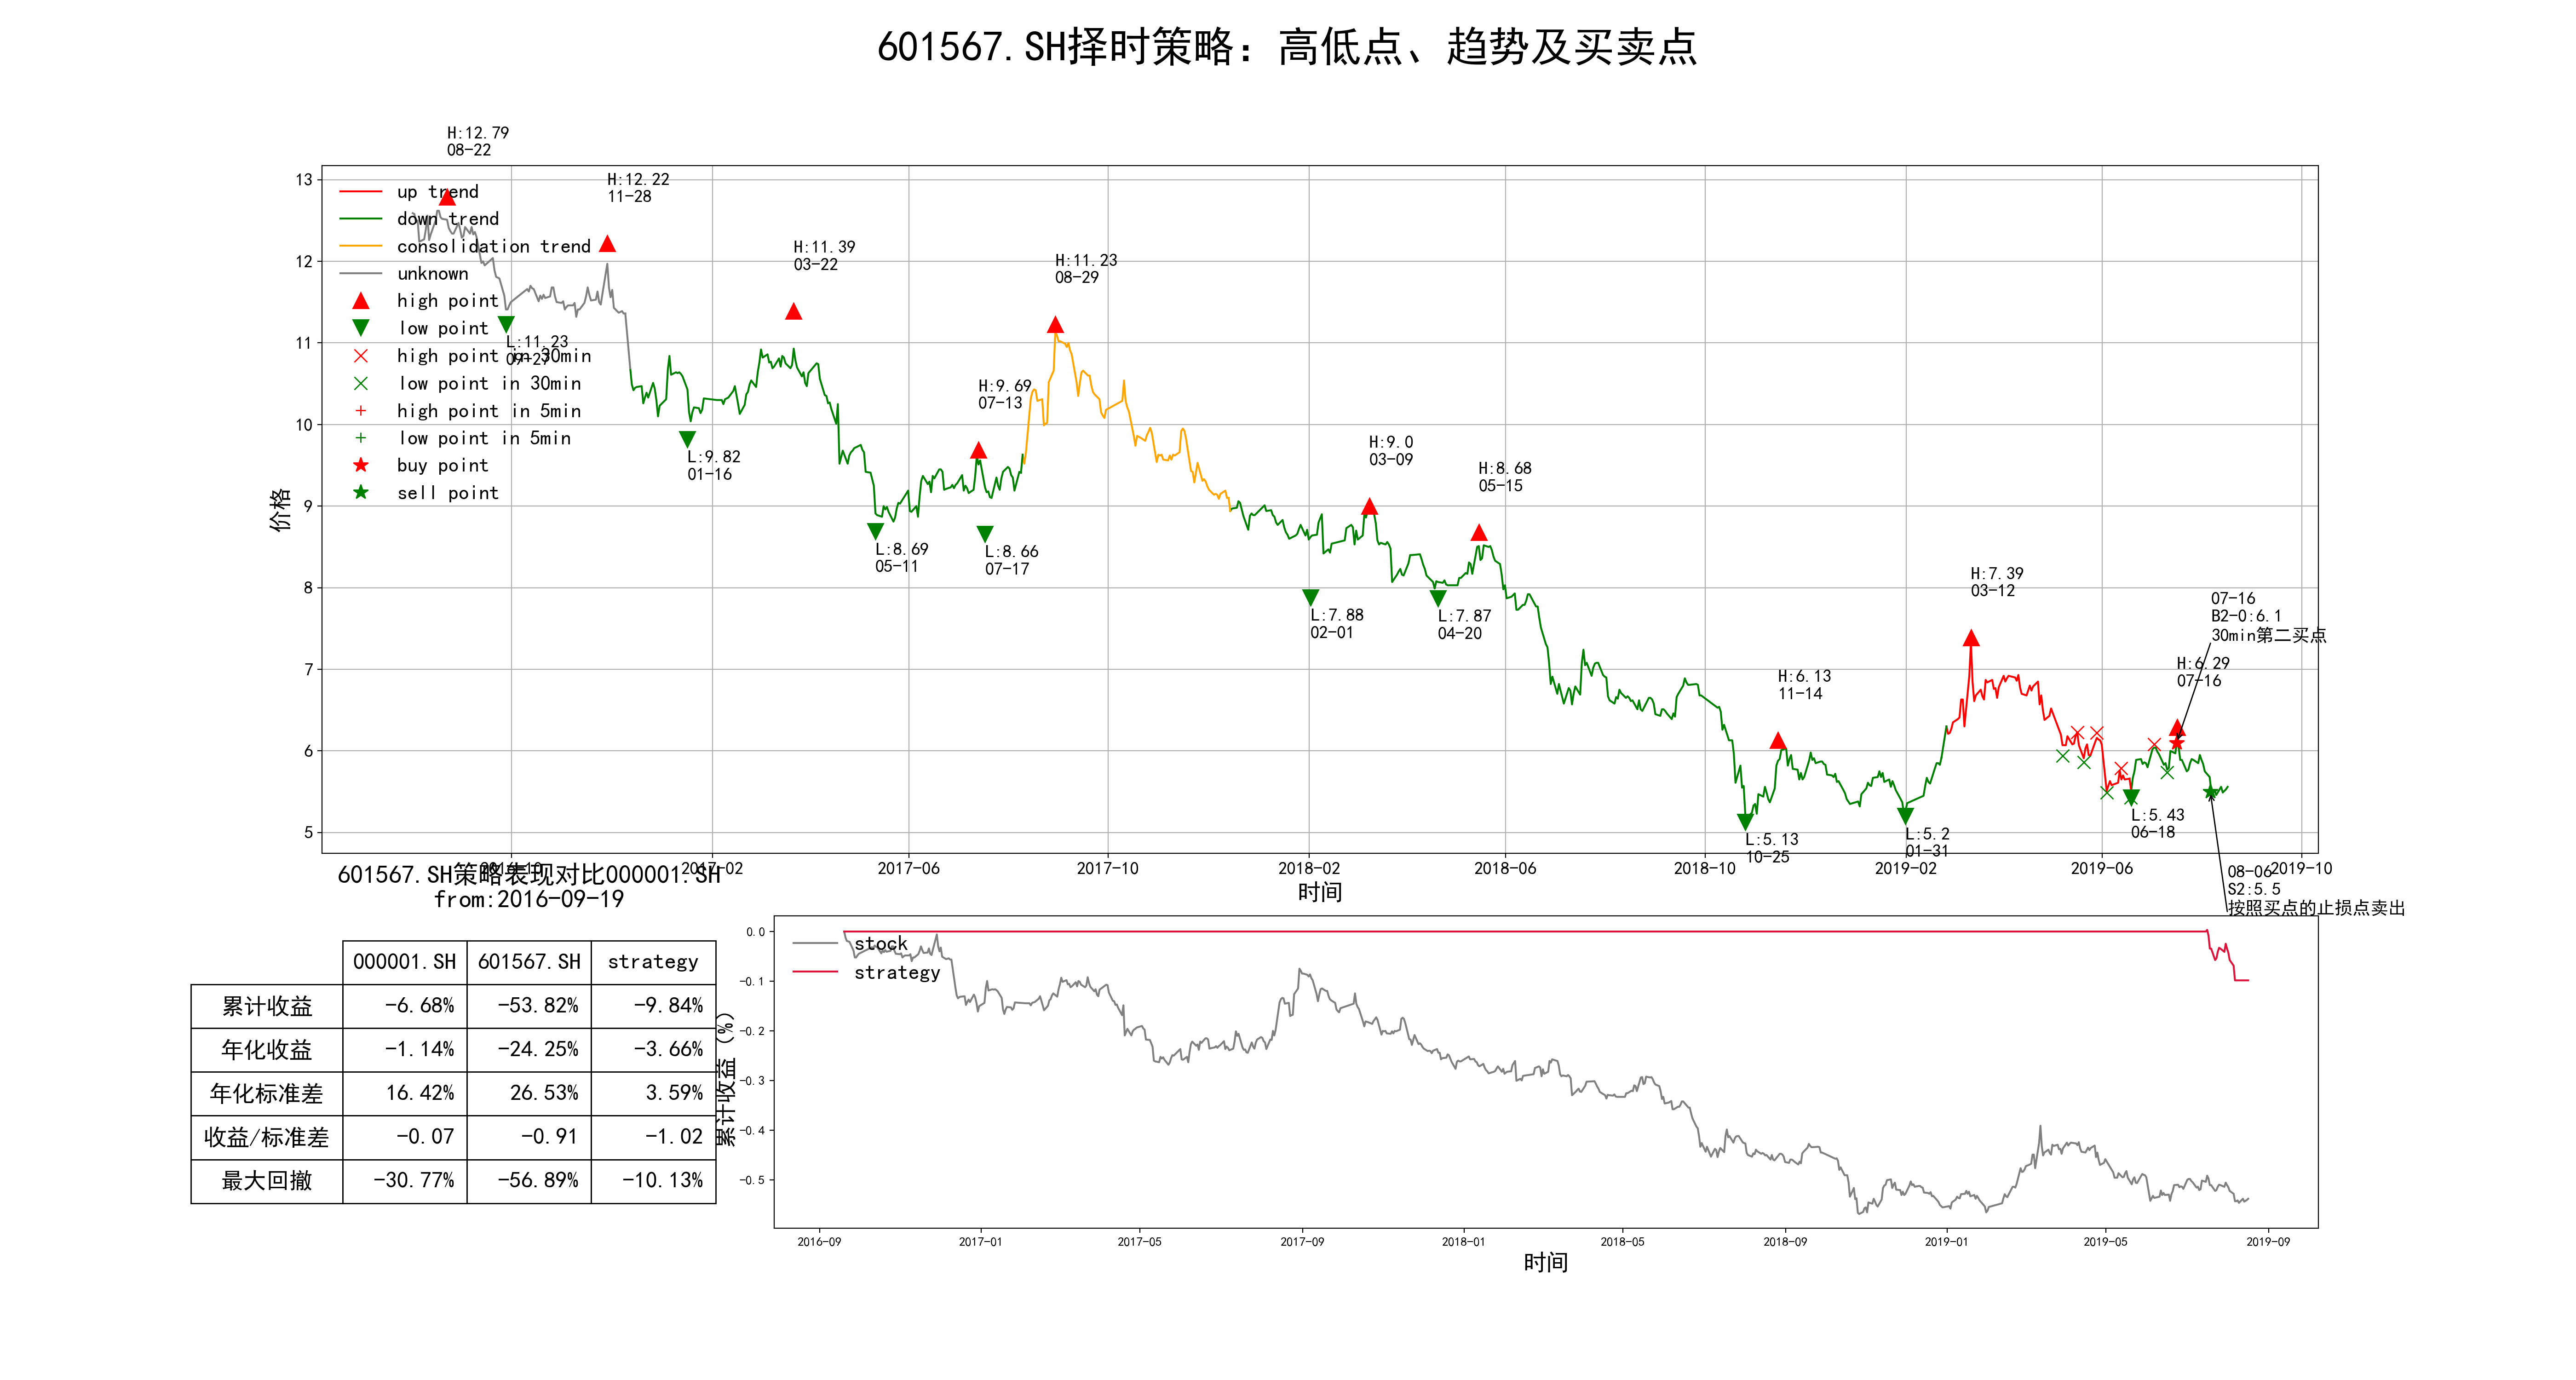 601567.SH择时策略：高低点、趋势及买卖点
H:12.79
08-22
H:12.22
11-28
H:11.39
03-22
H:11.23
08-29
H:9.69
07-13
H:9.0
03-09
H:8.68
05-15
H:7.39
03-12
H:6.13
11-14
H:6.29
07-16
07-16
B2-0:6.1
30min第二买点
L:11.23
09-27
L:9.82
01-16
L:8.69
05-11
L:8.66
07-17
L:7.88
02-01
L:7.87
04-20
L:5.13
10-25
L:5.2
01-31
L:5.43
06-18
08-06
S2:5.5
按照买点的止损点卖出
up trend
down trend
consolidation trend
unknown
high point
low point
high point in 30min
low point in 30min
high point in 5min
low point in 5min
buy point
sell point
价格
13
12
11
10
9
8
7
6
5
2016-10
2017-02
2017-06
2017-10
2018-02
2018-06
2018-10
2019-02
2019-06
2019-10
时间
601567.SH策略表现对比000001.SH
from:2016-09-19
000001.SH 601567.SH strategy
累计收益 -6.68% -53.82% -9.84%
年化收益 -1.14% -24.25% -3.66%
年化标准差 16.42% 26.53% 3.59%
收益/标准差 -0.07 -0.91 -1.02
最大回撤 -30.77% -56.89% -10.13%
累计收益（%）
0.0
-0.1
-0.2
-0.3
-0.4
-0.5
stock
strategy
2016-09
2017-01
2017-05
2017-09
2018-01
2018-05
2018-09
2019-01
2019-05
2019-09
时间